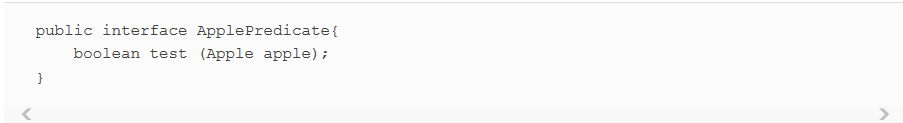 public interface ApplePredicate{
    boolean test (Apple apple);
}